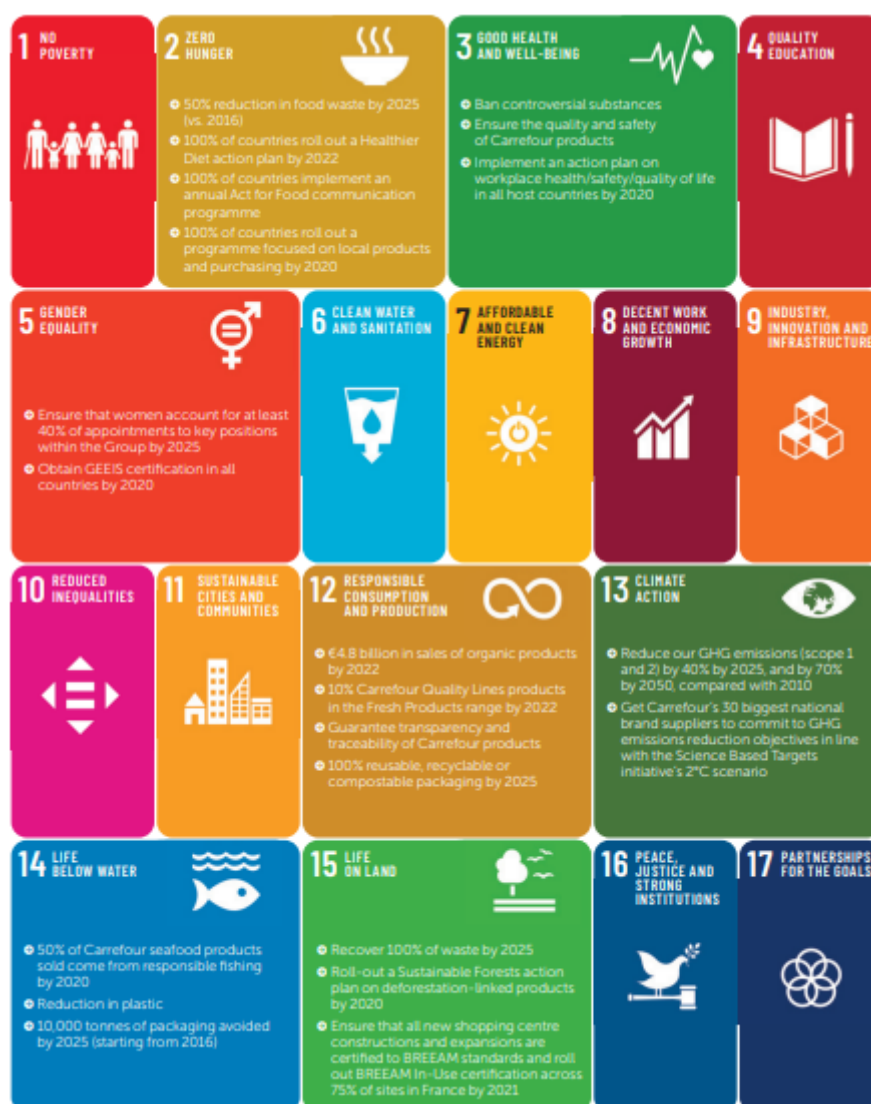 1 NO
POVERTY
2 ZERO
HUNGER
50% reduction in food waste by 2025
(vs. 2016)
100% of countries roll out a Healthier
Diet action plan by 2022
100% of countries implement an
annual Act for Food communication
programme
100% of countries roll out a
programme focused on local products
and purchasing by 2020
3 GOOD HEALTH
AND WELL-BEING
Ban controversial substances
Ensure the quality and safety
of Carrefour products
Implement an action plan on
workplace health/safety/quality of life
in all host countries by 2020
4 QUALITY
EDUCATION
5 GENDER
EQUALITY
Ensure that women account for at least
40% of appointments to key positions
within the Group by 2025
Obtain GEEIS certification in all
countries by 2020
6 CLEAN WATER
AND SANITATION
7 AFFORDABLE
AND CLEAN
ENERGY
8 DECENT WORK
AND ECONOMIC
GROWTH
9 INDUSTRY,
INNOVATION AND
INFRASTRUCTURE
10 REDUCED
INEQUALITIES
11 SUSTAINABLE
CITIES AND
COMMUNITIES
12 RESPONSIBLE
CONSUMPTION
AND PRODUCTION
€4.8 billion in sales of organic products
by 2022
10% Carrefour Quality Lines products
in the Fresh Products range by 2022
Guarantee transparency and
traceability of Carrefour products
100% reusable, recyclable or
compostable packaging by 2025
13 CLIMATE
ACTION
Reduce our GHG emissions (scope 1
and 2) by 40% by 2025, and by 70%
by 2050, compared with 2010
Get Carrefour's 30 biggest national
brand suppliers to commit to GHG
emissions reduction objectives in line
with the Science Based Targets
initiative's 2°C scenario
14 LIFE
BELOW WATER
50% of Carrefour seafood products
sold come from responsible fishing
by 2020
Reduction in plastic
10,000 tonnes of packaging avoided
by 2025 (starting from 2016)
15 LIFE
ON LAND
Recover 100% of waste by 2025
Roll-out a Sustainable Forests action
plan on deforestation-linked products
by 2020
Ensure that all new shopping centre
constructions and expansions are
certified to BREEAM standards and roll
out BREEAM In-Use certification across
75% of sites in France by 2021
16 PEACE,
JUSTICE AND
STRONG
INSTITUTIONS
17 PARTNERSHIPS
FOR THE GOALS